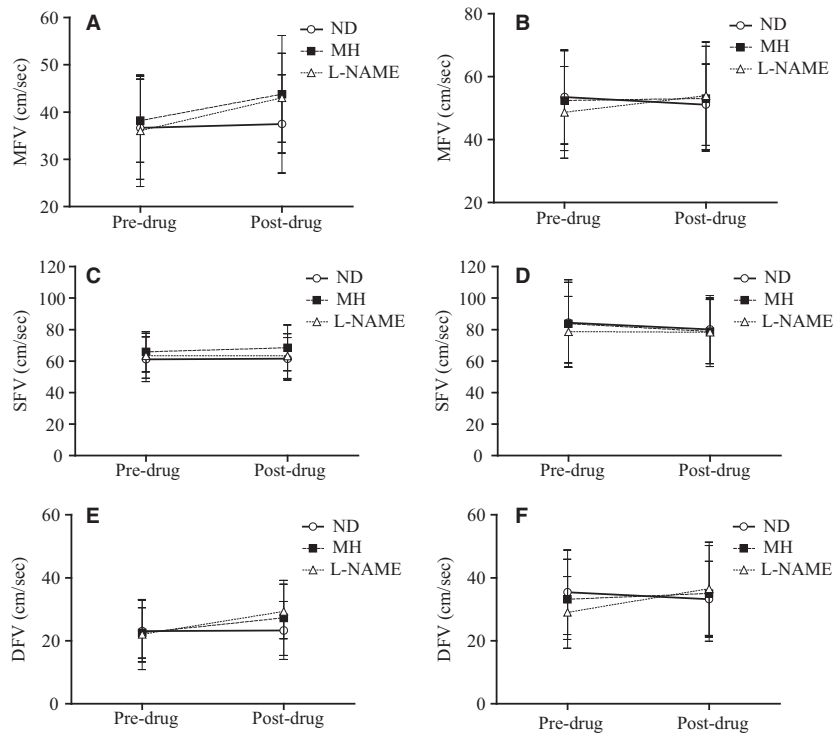 A
MFV (cm/sec)
60
50
40
30
20
Pre-drug
Post-drug
ND
MH
L-NAME
B
MFV (cm/sec)
80
60
40
20
Pre-drug
Post-drug
ND
MH
L-NAME
C
SFV (cm/sec)
120
100
80
60
40
20
0
Pre-drug
Post-drug
ND
MH
L-NAME
D
SFV (cm/sec)
120
100
80
60
40
20
0
Pre-drug
Post-drug
ND
MH
L-NAME
E
DFV (cm/sec)
60
40
20
0
Pre-drug
Post-drug
ND
MH
L-NAME
F
DFV (cm/sec)
60
40
20
0
Pre-drug
Post-drug
ND
MH
L-NAME